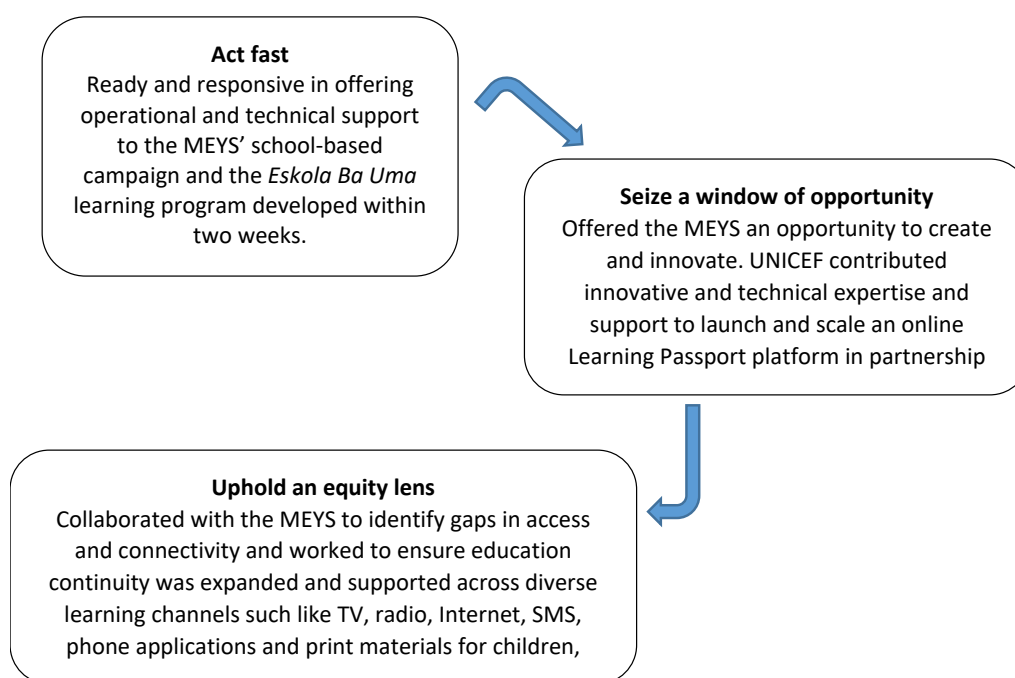 Act fast
Ready and responsive in offering
operational and technical support
to the MEYS’ school-based
campaign and the Eskola Ba Uma
learning program developed within
two weeks.
Seize a window of opportunity
Offered the MEYS an opportunity to create
and innovate. UNICEF contributed
innovative and technical expertise and
support to launch and scale an online
Learning Passport platform in partnership
Uphold an equity lens
Collaborated with the MEYS to identify gaps in access
and connectivity and worked to ensure education
continuity was expanded and supported across diverse
learning channels such like TV, radio, Internet, SMS,
phone applications and print materials for children,